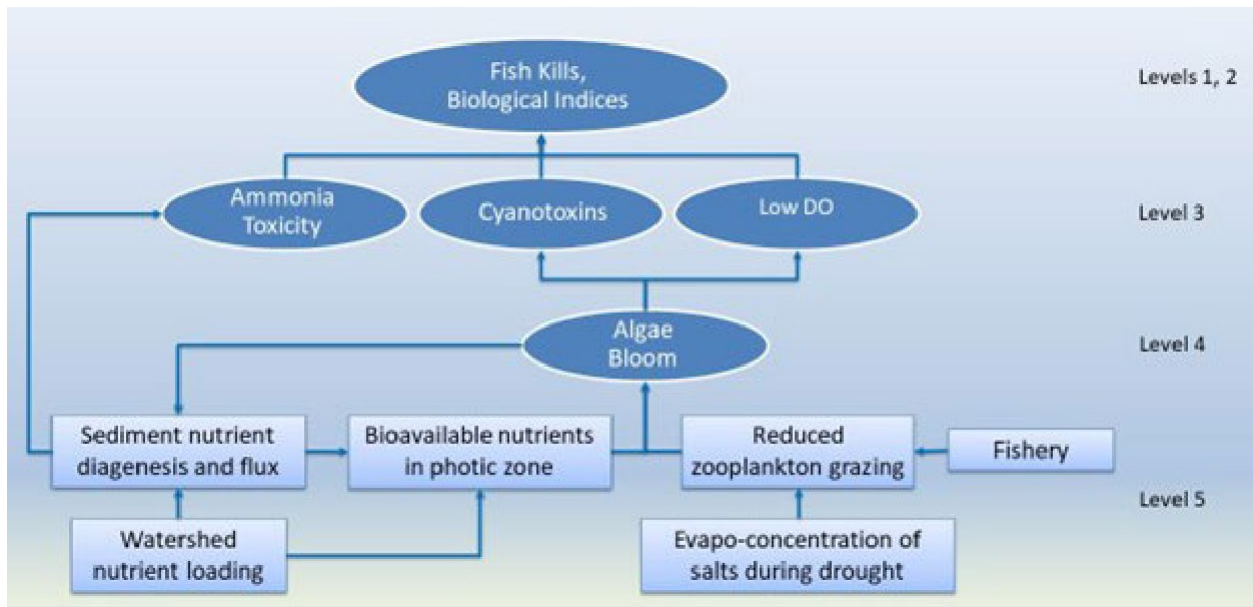 Fish Kills,
Biological Indices
Levels 1, 2
Ammonia
Toxicity
Cyanotoxins
Low DO
Level 3
Algae
Bloom
Level 4
Sediment nutrient
diagenesis and flux
Bioavailable nutrients
in photic zone
Reduced
zooplankton grazing
Fishery
Level 5
Watershed
nutrient loading
Evapo-concentration of
salts during drought